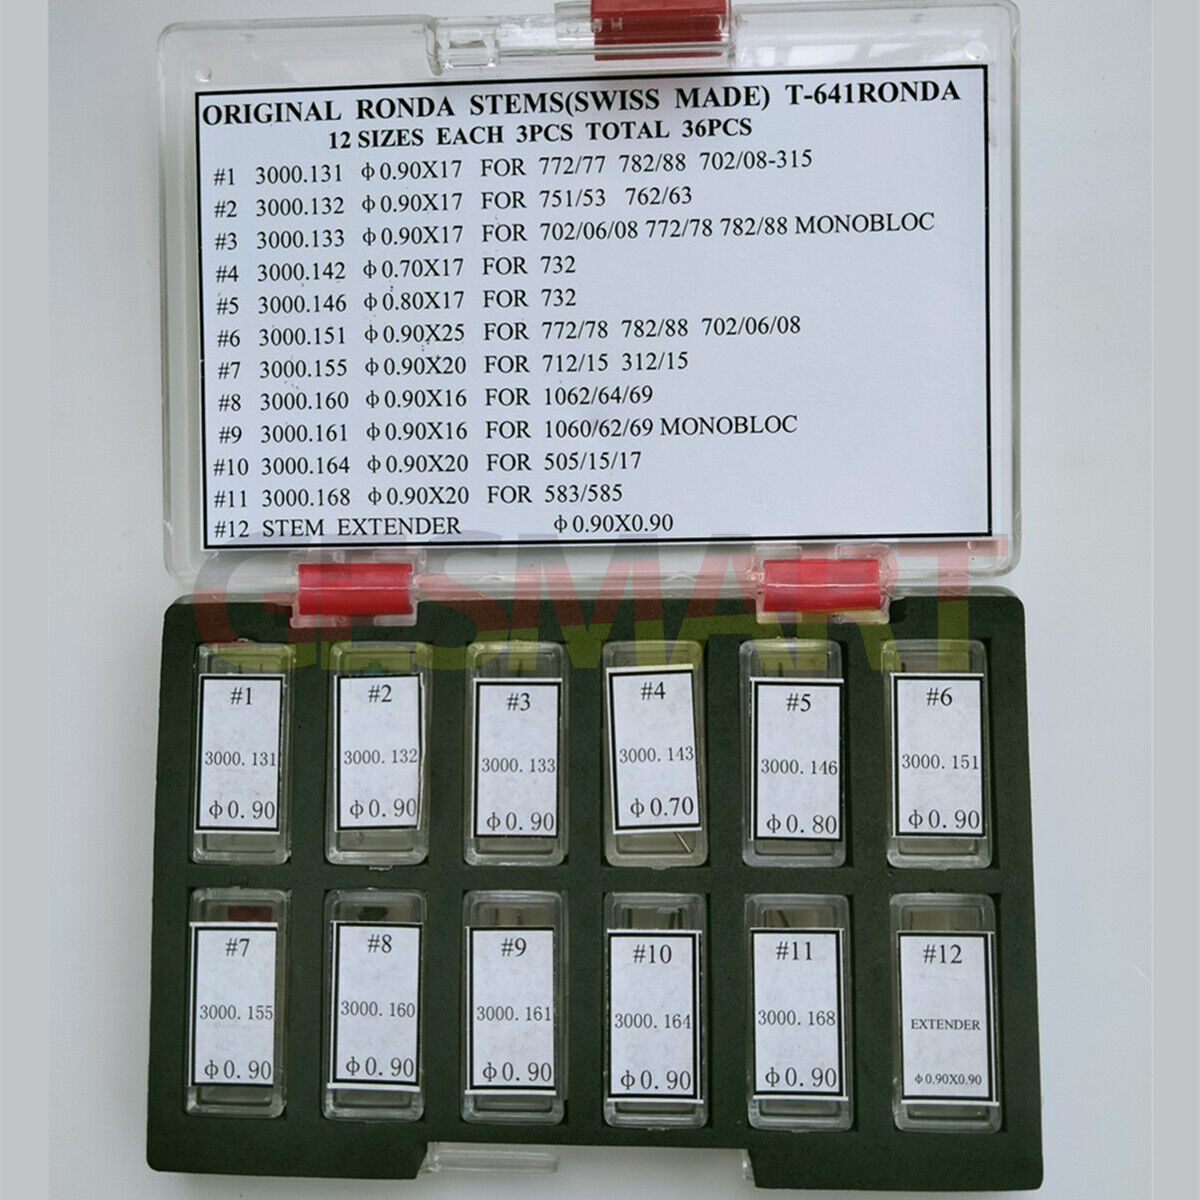 ORIGINAL RONDA STEMS(SWISS MADE) T-641RONDA
12 SIZES EACH 3PCS TOTAL 36PCS
#1 3000.131 φ0.90X17 FOR 772/77 782/88 702/08-315
#2 3000.132 φ0.90X17 FOR 751/53 762/63
#3 3000.133 φ0.90X17 FOR 702/06/08 772/78 782/88 MONOBLOC
#4 3000.142 φ0.70X17 FOR 732
#5 3000.146 φ0.80X17 FOR 732
#6 3000.151 φ0.90X25 FOR 772/78 782/88 702/06/08
#7 3000.155 φ0.90X20 FOR 712/15 312/15
#8 3000.160 φ0.90X16 FOR 1062/64/69
#9 3000.161 φ0.90X16 FOR 1060/62/69 MONOBLOC
#10 3000.164 φ0.90X20 FOR 505/15/17
#11 3000.168 φ0.90X20 FOR 583/585
#12 STEM EXTENDER φ0.90X0.90
GESMART
#1
3000.131
φ0.90
#2
3000.132
φ0.90
#3
3000.133
φ0.90
#4
3000.143
φ0.70
#5
3000.146
φ0.80
#6
3000.151
φ0.90
#7
3000.155
φ0.90
#8
3000.160
φ0.90
#9
3000.161
φ0.90
#10
3000.164
φ0.90
#11
3000.168
φ0.90
#12
EXTENDER
φ0.90X0.90